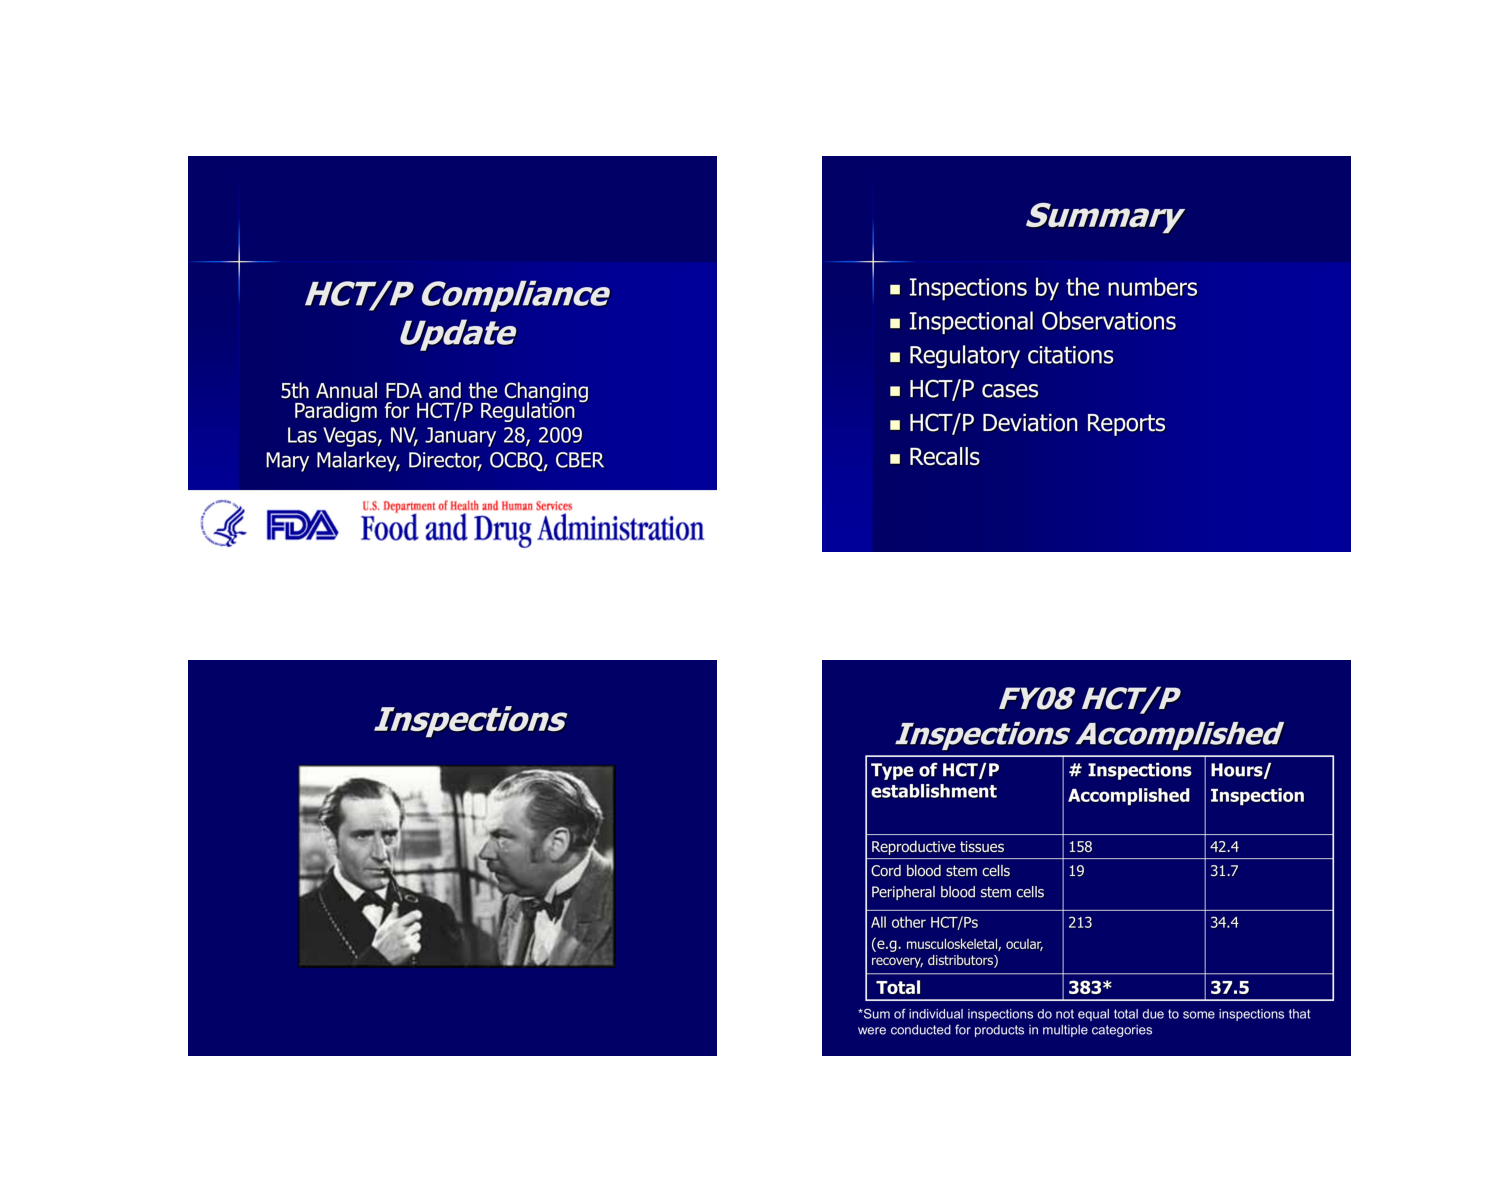 HCT/P Compliance
Update
5th Annual FDA and the Changing
Paradigm for HCT/P Regulation
Las Vegas, NV, January 28, 2009
Mary Malarkey, Director, OCBQ, CBER
FDA
U.S. Department of Health and Human Services
Food and Drug Administration
Summary
Inspections by the numbers
Inspectional Observations
Regulatory citations
HCT/P cases
HCT/P Deviation Reports
Recalls
Inspections
FY08 HCT/P
Inspections Accomplished
Type of HCT/P establishment # Inspections Accomplished Hours/ Inspection
Reproductive tissues 158 42.4
Cord blood stem cells 19 31.7
Peripheral blood stem cells
All other HCT/Ps 213 34.4
(e.g. musculoskeletal, ocular,
recovery, distributors)
Total 383* 37.5
*Sum of individual inspections do not equal total due to some inspections that
were conducted for products in multiple categories